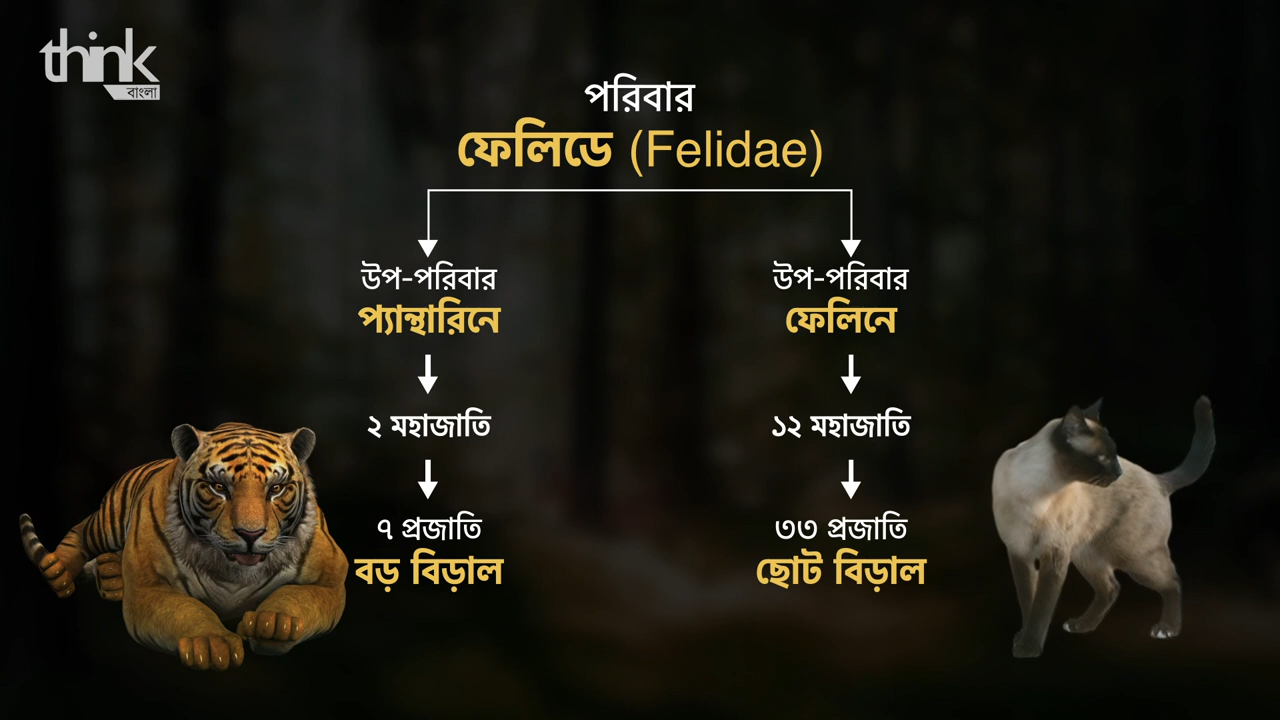 think
বাংলা
পরিবার
ফেলিডে (Felidae)
উপ-পরিবার
প্যান্থারিনে
২ মহাজাতি
৭ প্রজাতি
বড় বিড়াল
উপ-পরিবার
ফেলিনে
১২ মহাজাতি
৩৩ প্রজাতি
ছোট বিড়াল